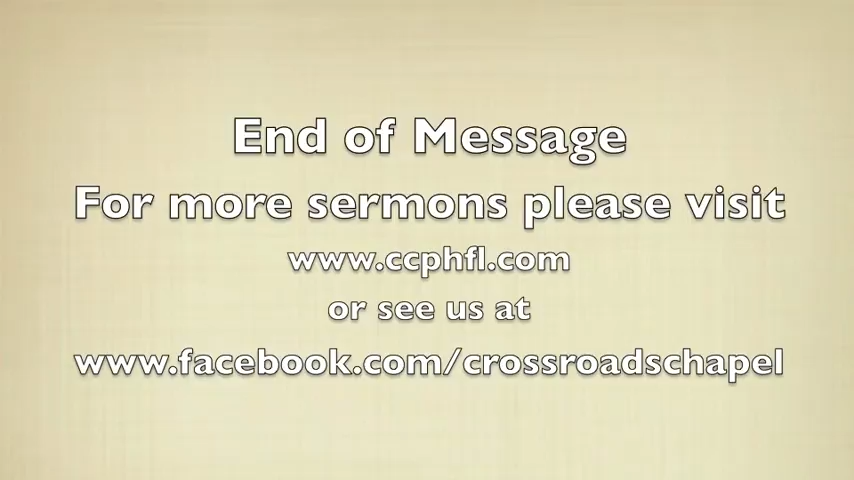 End of Message
For more sermons please visit
www.ccphfl.com
or see us at
www.facebook.com/crossroadschapel